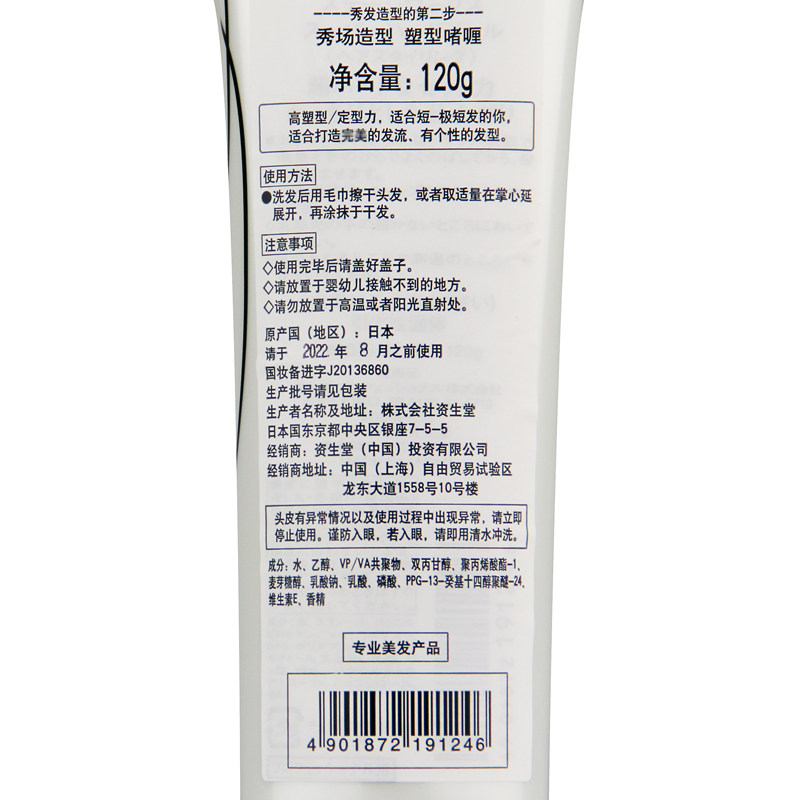 ----秀发造型的第二步---
秀场造型 塑型啫喱
净含量：120g
高塑型/定型力，适合短-极短发的你，
适合打造完美的发流、有个性的发型。
使用方法
●洗发后用毛巾擦干头发，或者取适量在掌心延
展开，再涂抹于干发。
注意事项
◇使用完毕后请盖好盖子。
◇请放置于婴幼儿接触不到的地方。
◇请勿放置于高温或者阳光直射处。
原产国（地区）：日本
请于 2022 年 8 月之前使用
国妆备进字J20136860
生产批号请见包装
生产者名称及地址：株式会社资生堂
日本国东京都中央区银座7-5-5
经销商：资生堂（中国）投资有限公司
经销商地址：中国（上海）自由贸易试验区
龙东大道1558号10号楼
头皮有异常情况以及使用过程中出现异常，请立即
停止使用。谨防入眼，若入眼，请即用清水冲洗。
成分：水、乙醇、VP/VA共聚物、双丙甘醇、聚丙烯酸酯-1、
麦芽糖醇、乳酸钠、乳酸、磷酸、PPG-13-癸基十四醇聚醚-24、
维生素E、香精
专业美发产品
4 901872 191246